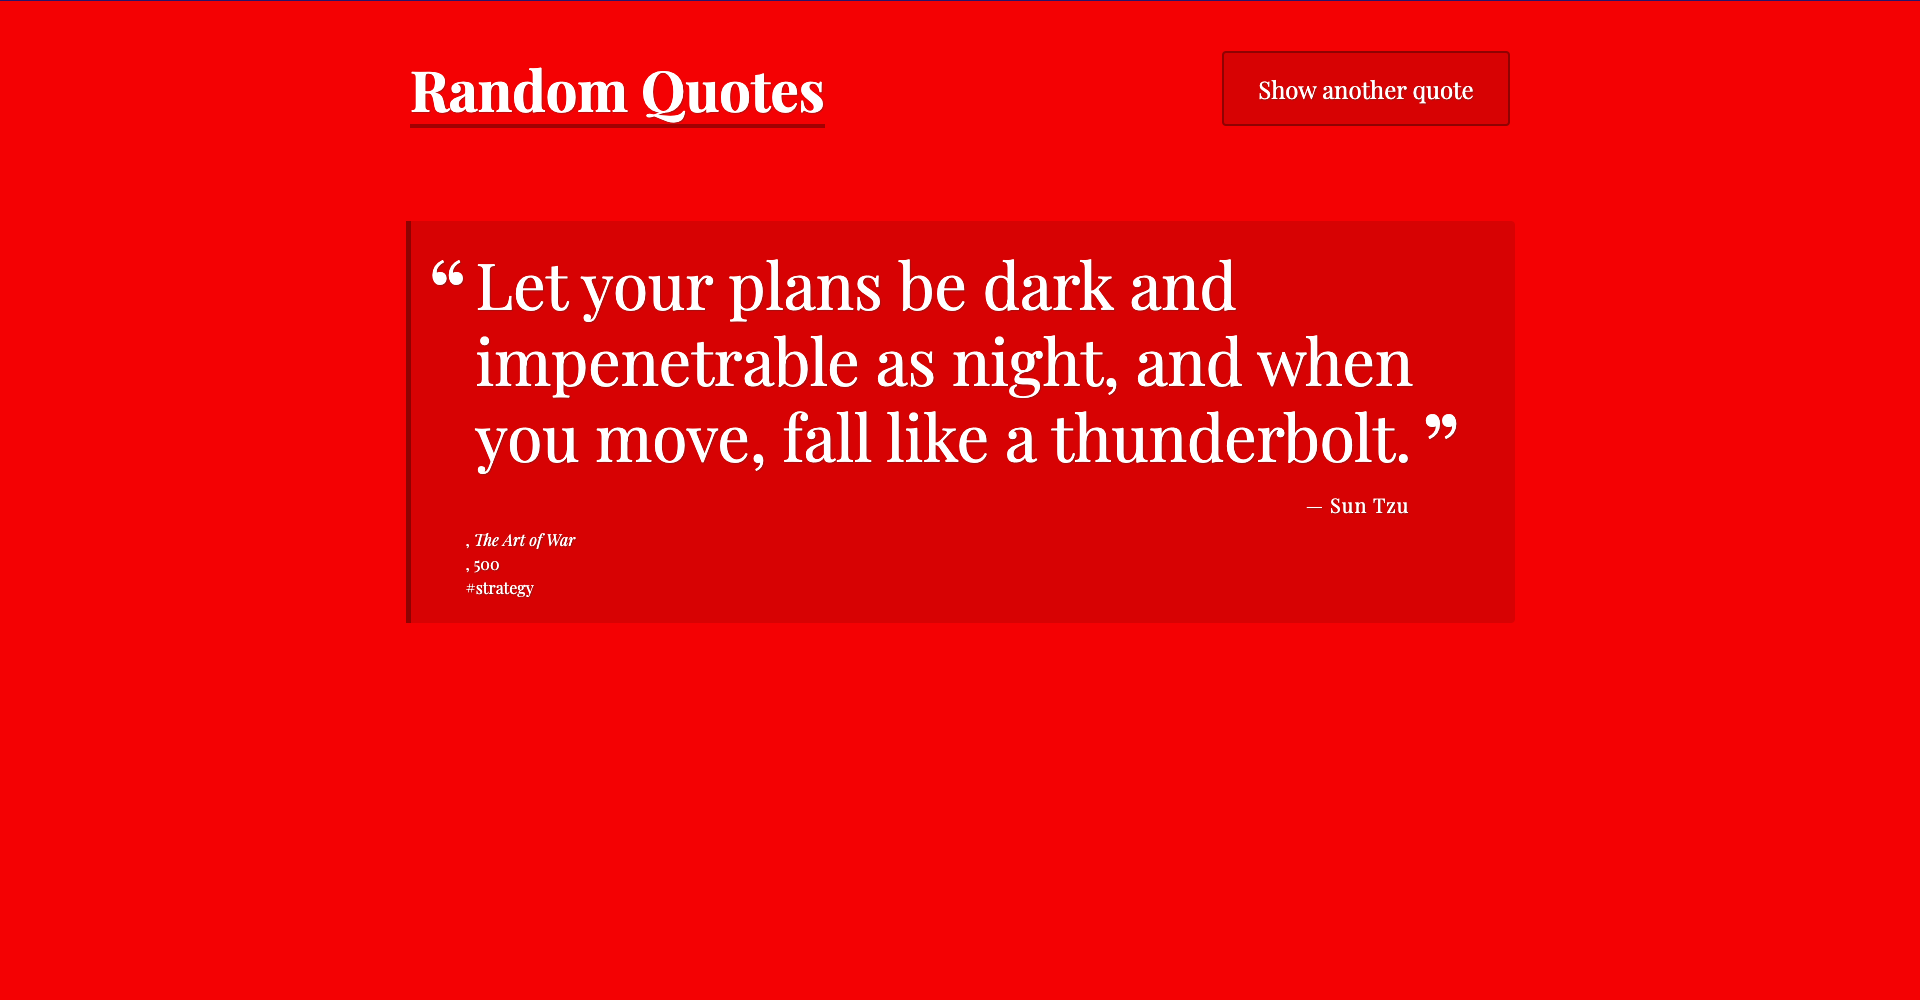 Random Quotes
Show another quote
“ Let your plans be dark and
impenetrable as night, and when
you move, fall like a thunderbolt. ”
— Sun Tzu
, The Art of War
, 500
#strategy